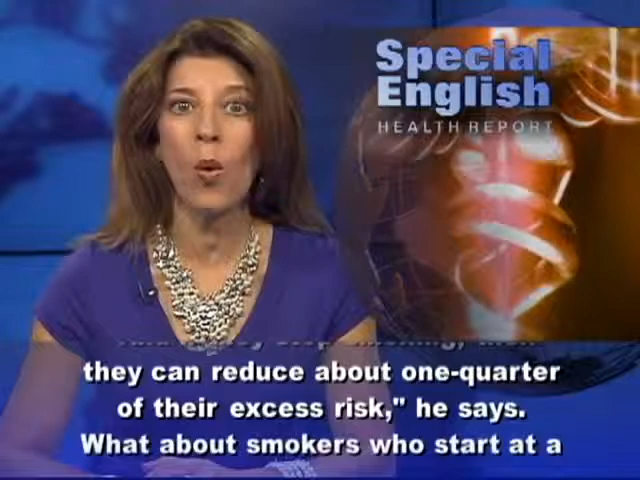 Special
English
HEALTH REPORT
they can reduce about one-quarter
of their excess risk," he says.
What about smokers who start at a